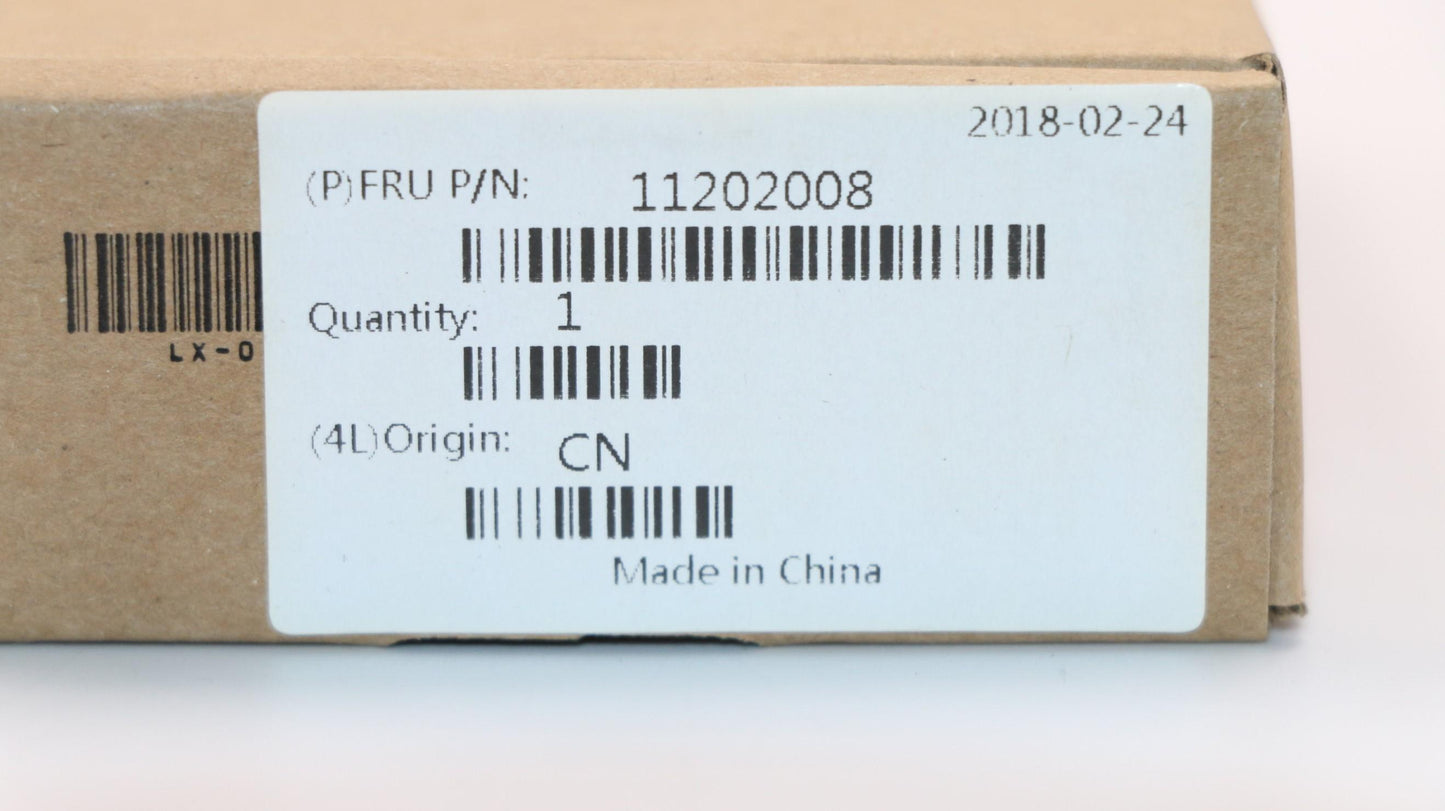 2018-02-24
(P)FRU P/N: 11202008
Quantity: 1
(4L)Origin: CN
Made in China
LX-0